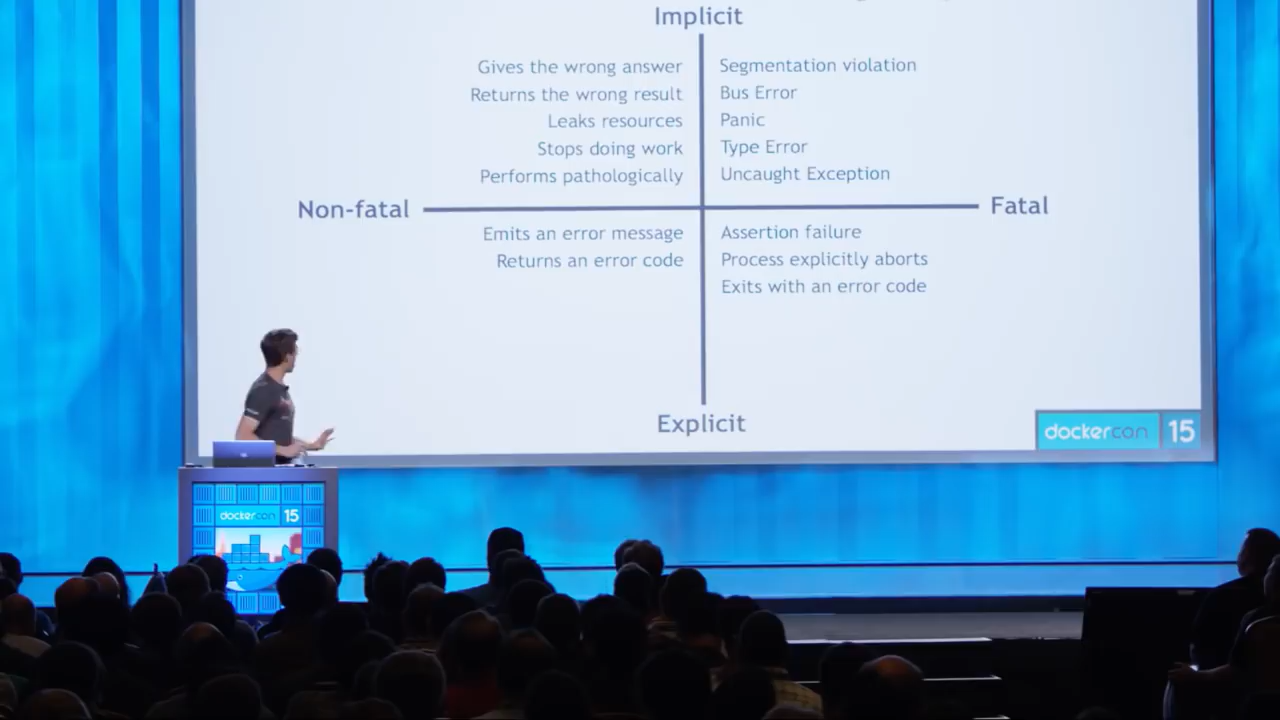 Implicit
Gives the wrong answer
Returns the wrong result
Leaks resources
Stops doing work
Performs pathologically
Segmentation violation
Bus Error
Panic
Type Error
Uncaught Exception
Non-fatal
Fatal
Emits an error message
Returns an error code
Assertion failure
Process explicitly aborts
Exits with an error code
Explicit
dockercon 15
dockercon 15